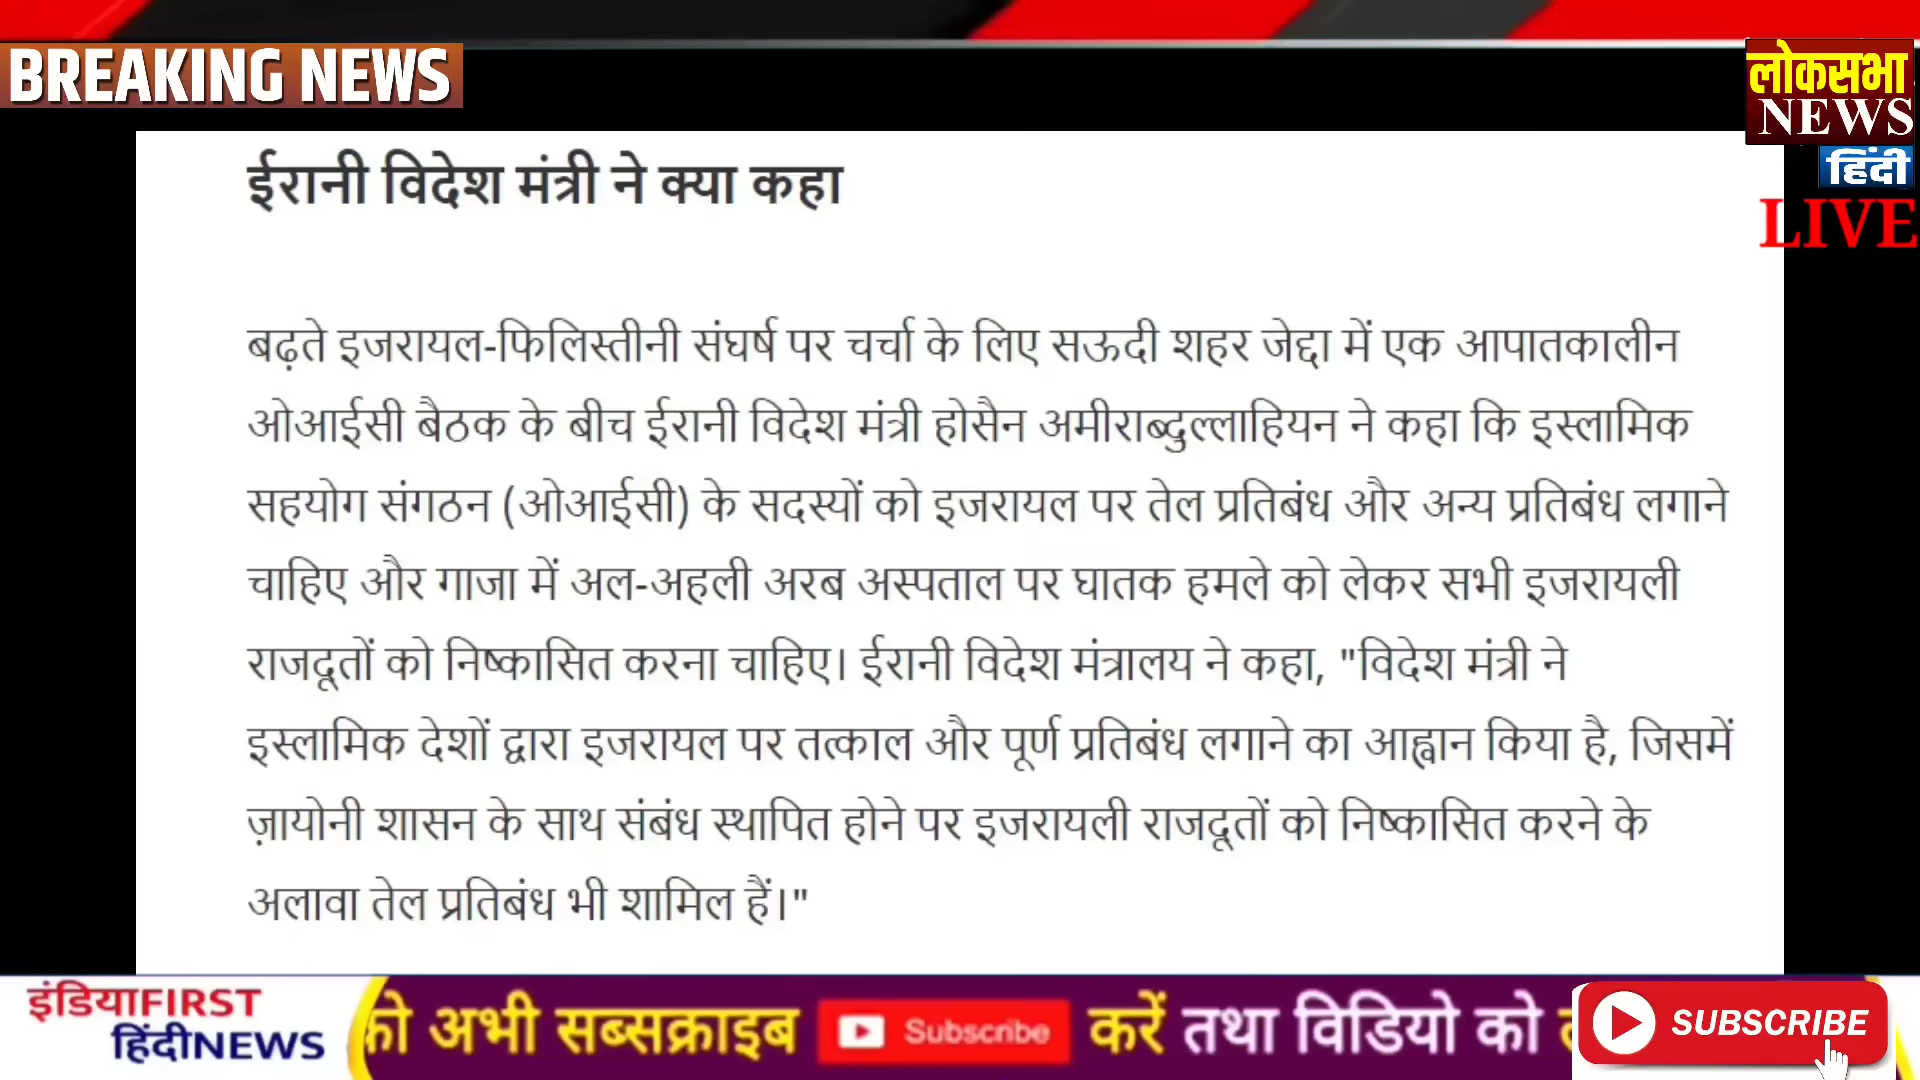 BREAKING NEWS
लोकसभा
NEWS
हिंदी
LIVE
ईरानी विदेश मंत्री ने क्या कहा
बढ़ते इजरायल-फिलिस्तीनी संघर्ष पर चर्चा के लिए सऊदी शहर जेद्दा में एक आपातकालीन
ओआईसी बैठक के बीच ईरानी विदेश मंत्री होसैन अमीराब्दुल्लाहियन ने कहा कि इस्लामिक
सहयोग संगठन (ओआईसी) के सदस्यों को इजरायल पर तेल प्रतिबंध और अन्य प्रतिबंध लगाने
चाहिए और गाजा में अल-अहली अरब अस्पताल पर घातक हमले को लेकर सभी इजरायली
राजदूतों को निष्कासित करना चाहिए। ईरानी विदेश मंत्रालय ने कहा, "विदेश मंत्री ने
इस्लामिक देशों द्वारा इजरायल पर तत्काल और पूर्ण प्रतिबंध लगाने का आह्वान किया है, जिसमें
ज़ायोनी शासन के साथ संबंध स्थापित होने पर इजरायली राजदूतों को निष्कासित करने के
अलावा तेल प्रतिबंध भी शामिल हैं।"
इंडियाFIRST
हिंदीNEWS
को अभी सब्सक्राइब Subscribe करें तथा विडियो को
SUBSCRIBE